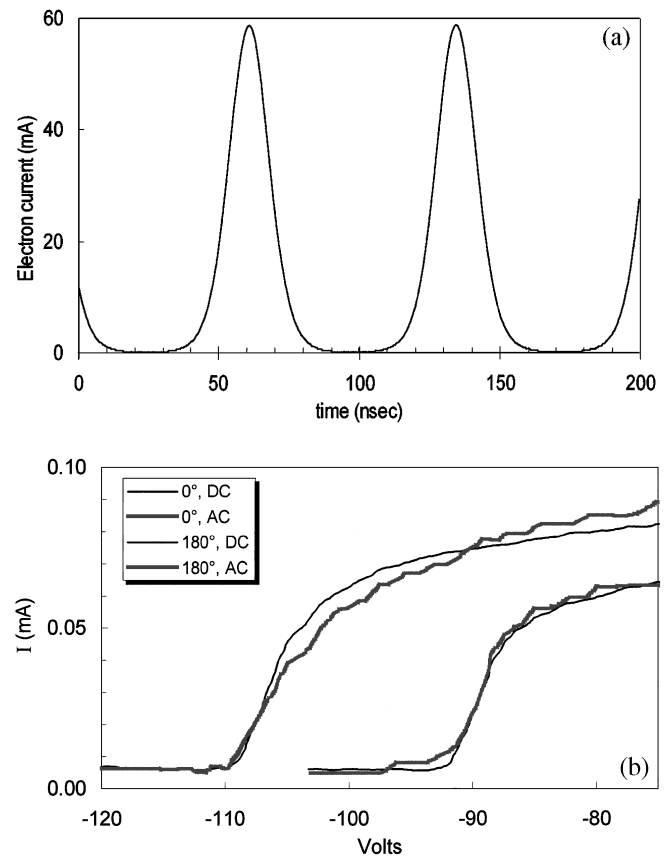 (a)
60
40
20
0
Electron current (mA)
0 50 100 150 200
time (nsec)
0.10
0.05
0.00
I (mA)
0°, DC
0°, AC
180°, DC
180°, AC
(b)
-120 -110 -100 -90 -80
Volts